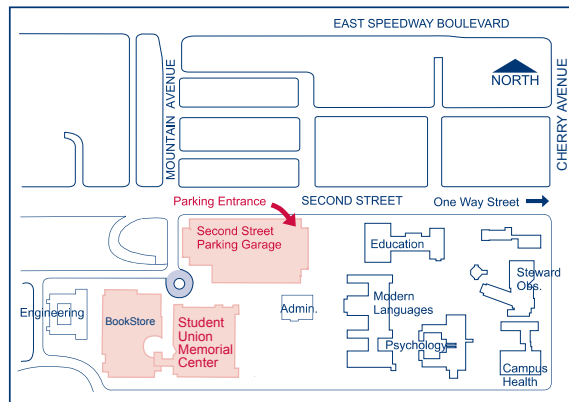 EAST SPEEDWAY BOULEVARD
NORTH
MOUNTAIN AVENUE
CHERRY AVENUE
Parking Entrance
SECOND STREET
One Way Street
Second Street
Parking Garage
Education
Steward
Obs.
Engineering
BookStore
Student
Union
Memorial
Center
Admin.
Modern
Languages
Psychology
Campus
Health